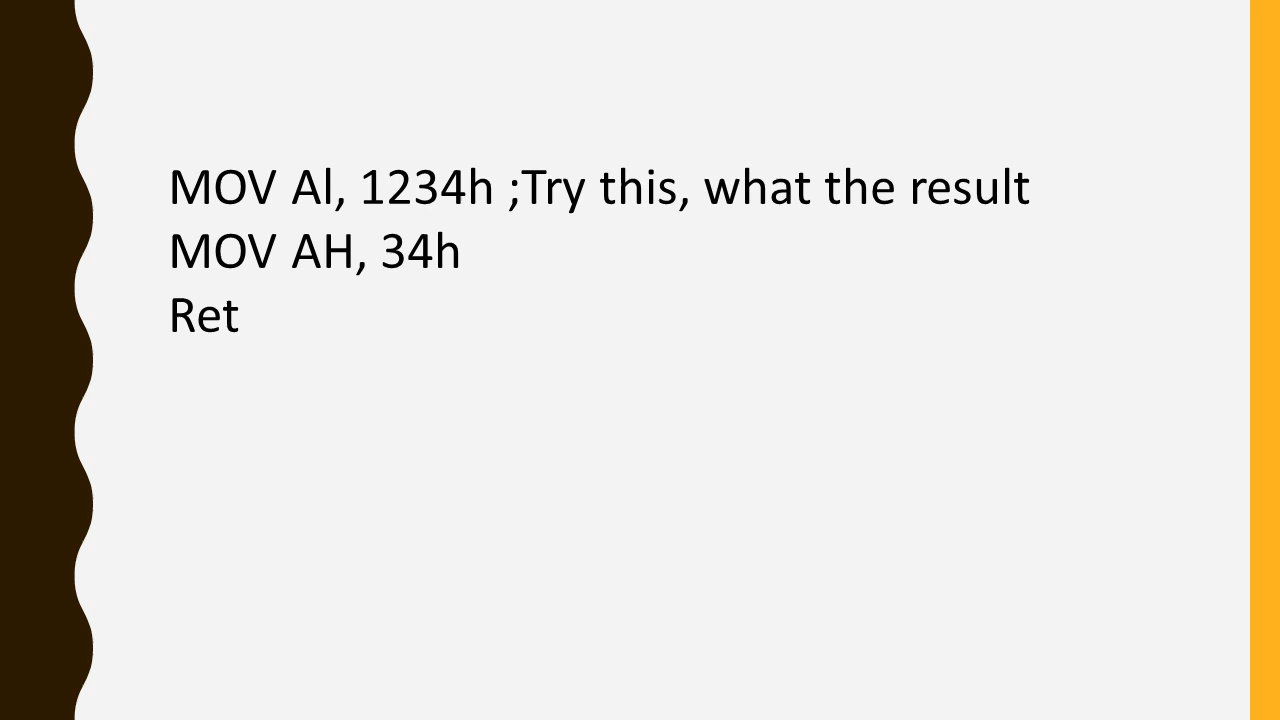 MOV Al, 1234h ;Try this, what the result
MOV AH, 34h
Ret